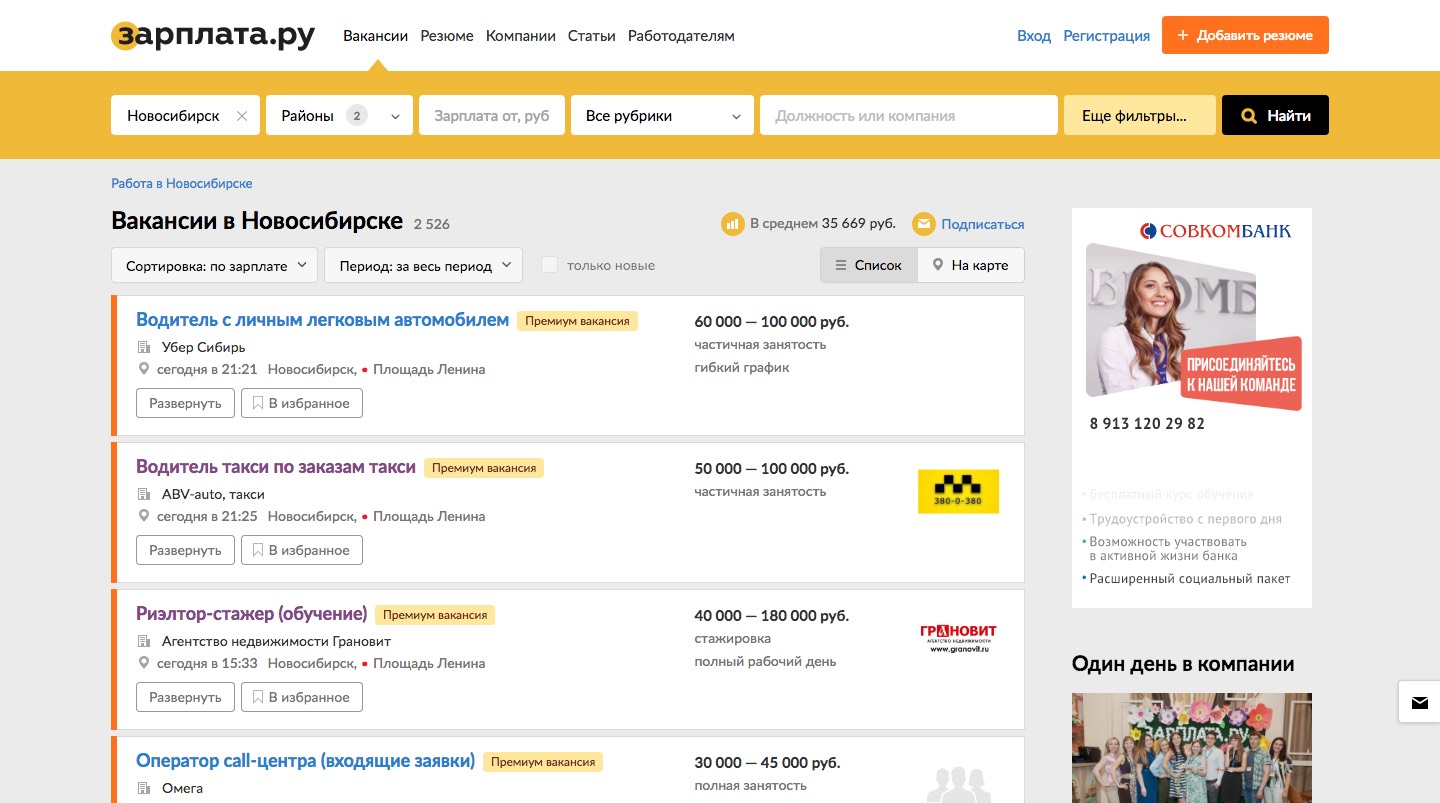 зарплата.ру
Вакансии Резюме Компании Статьи Работодателям
Вход Регистрация + Добавить резюме
Новосибирск
Районы 2
Зарплата от, руб
Все рубрики
Должность или компания
Еще фильтры...
Найти
Работа в Новосибирске
Вакансии в Новосибирске 2 526
В среднем 35 669 руб.
Подписаться
Сортировка: по зарплате
Период: за весь период
только новые
Список
На карте
Водитель с личным легковым автомобилем Премиум вакансия
Убер Сибирь
сегодня в 21:21 Новосибирск, • Площадь Ленина
Развернуть В избранное
60 000 — 100 000 руб.
частичная занятость
гибкий график
Водитель такси по заказам такси Премиум вакансия
ABV-auto, такси
сегодня в 21:25 Новосибирск, • Площадь Ленина
Развернуть В избранное
50 000 — 100 000 руб.
частичная занятость
380-0-380
Риэлтор-стажер (обучение) Премиум вакансия
Агентство недвижимости Грановит
сегодня в 15:33 Новосибирск, • Площадь Ленина
Развернуть В избранное
40 000 — 180 000 руб.
стажировка
полный рабочий день
ГРАНОВИТ
АГЕНТСТВО НЕДВИЖИМОСТИ
www.granovit.ru
Оператор call-центра (входящие заявки) Премиум вакансия
Омега
30 000 — 45 000 руб.
полная занятость
СОВКОМБАНК
ПРИСОЕДИНЯЙТЕСЬ
К НАШЕЙ КОМАНДЕ
8 913 120 29 82
• Бесплатный курс обучения
• Трудоустройство с первого дня
• Возможность участвовать
в активной жизни банка
• Расширенный социальный пакет
Один день в компании
ЗАРПЛАТА.РУ